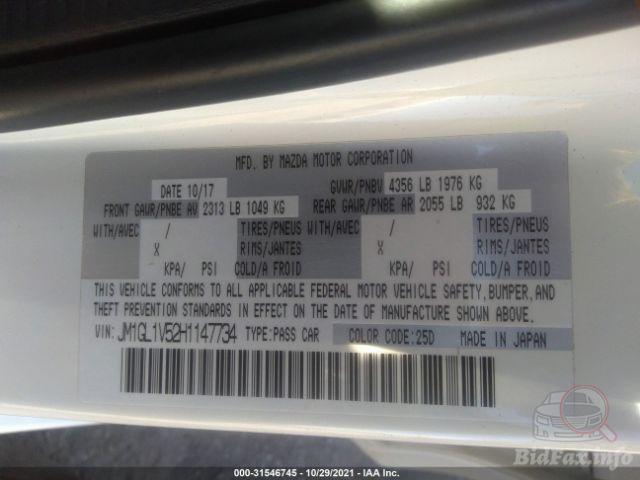 MFD. BY MAZDA MOTOR CORPORATION
DATE 10/17 GVWR/PNBV 4356 LB 1976 KG
FRONT GAWR/PNBE AV 2313 LB 1049 KG REAR GAWR/PNBE AR 2055 LB 932 KG
WITH/AVEC / TIRES/PNEUS WITH/AVEC / TIRES/PNEUS
X RIMS/JANTES X RIMS/JANTES
KPA/ PSI COLD/A FROID KPA/ PSI COLD/A FROID
THIS VEHICLE CONFORMS TO ALL APPLICABLE FEDERAL MOTOR VEHICLE SAFETY, BUMPER, AND
THEFT PREVENTION STANDARDS IN EFFECT ON THE DATE OF MANUFACTURE SHOWN ABOVE.
VIN: JM1GL1V52H1147734 TYPE:PASS CAR COLOR CODE:25D MADE IN JAPAN
BidFax.info
000-31546745 - 10/29/2021 - IAA Inc.